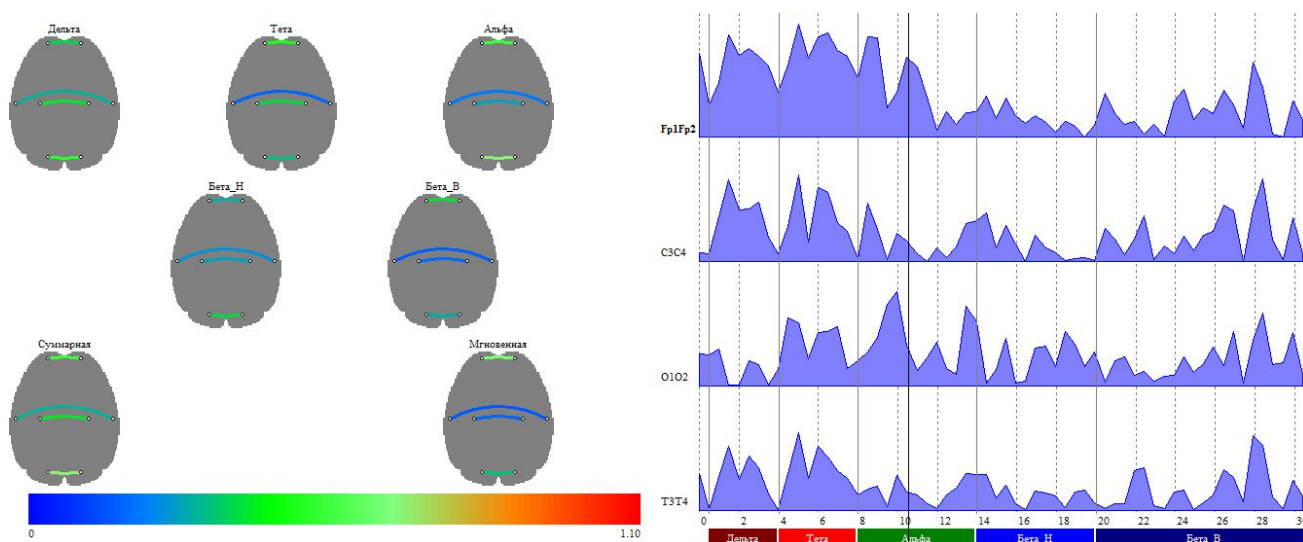 Дельта
Тета
Альфа
Бета_Н
Бета_В
Суммарная
Мгновенная
0
1.10
Fp1Fp2
C3C4
O1O2
T3T4
0 2 4 6 8 10 12 14 16 18 20 22 24 26 28 30
Дельта Тета Альфа Бета_Н Бета_В